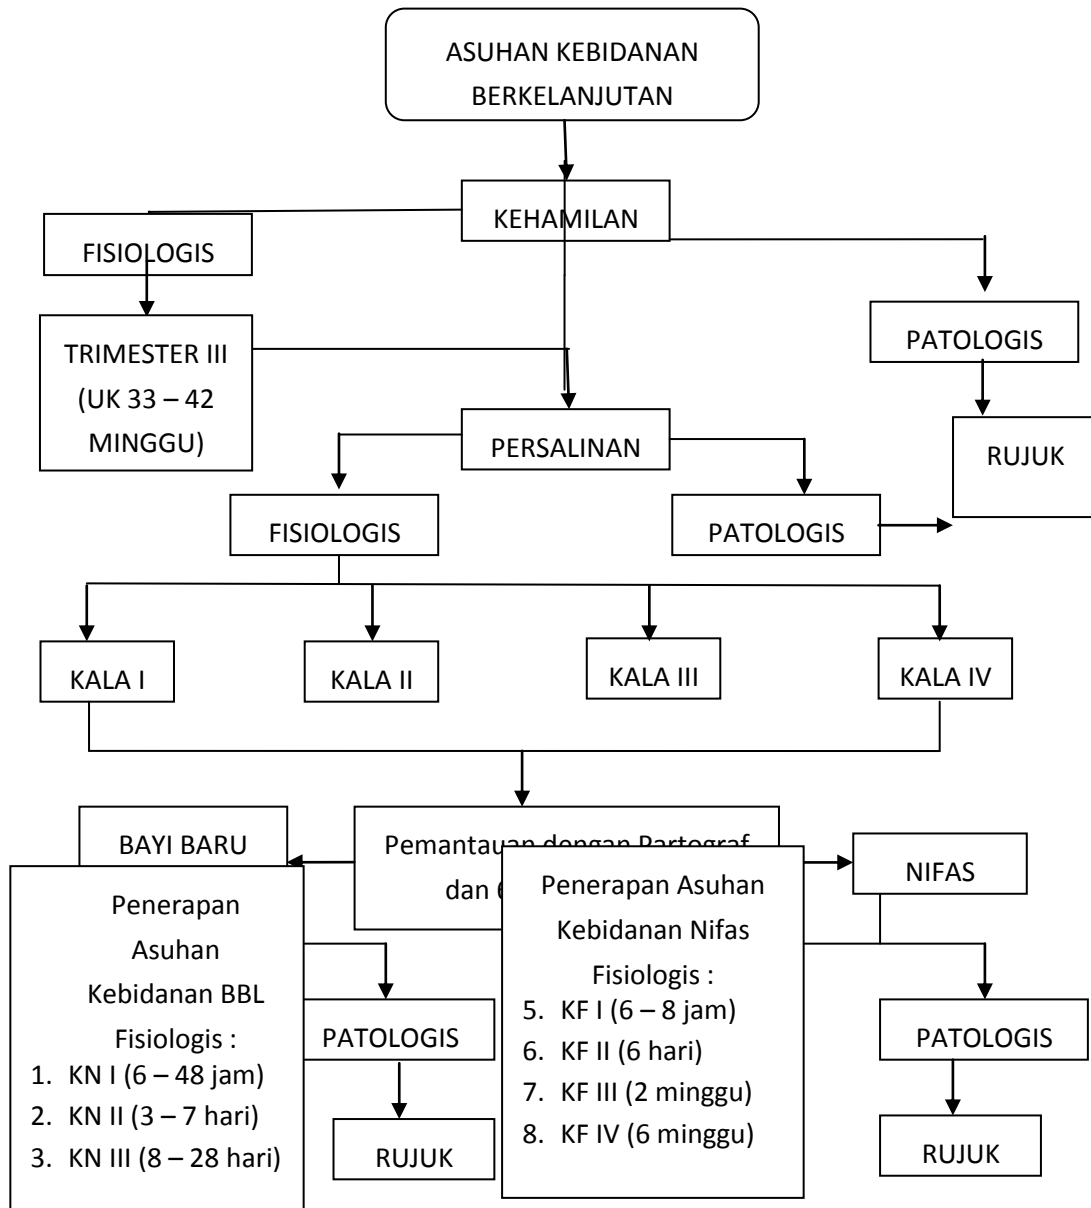 ASUHAN KEBIDANAN
BERKELANJUTAN
KEHAMILAN
FISIOLOGIS
PATOLOGIS
TRIMESTER III
(UK 33 – 42
MINGGU)
RUJUK
PERSALINAN
FISIOLOGIS
PATOLOGIS
KALA I
KALA II
KALA III
KALA IV
BAYI BARU
Pemantauan dengan Partograf
dan
NIFAS
Penerapan
Asuhan
Kebidanan BBL
Fisiologis :
1. KN I (6 – 48 jam)
2. KN II (3 – 7 hari)
3. KN III (8 – 28 hari)
PATOLOGIS
RUJUK
Penerapan Asuhan
Kebidanan Nifas
Fisiologis :
5. KF I (6 – 8 jam)
6. KF II (6 hari)
7. KF III (2 minggu)
8. KF IV (6 minggu)
PATOLOGIS
RUJUK